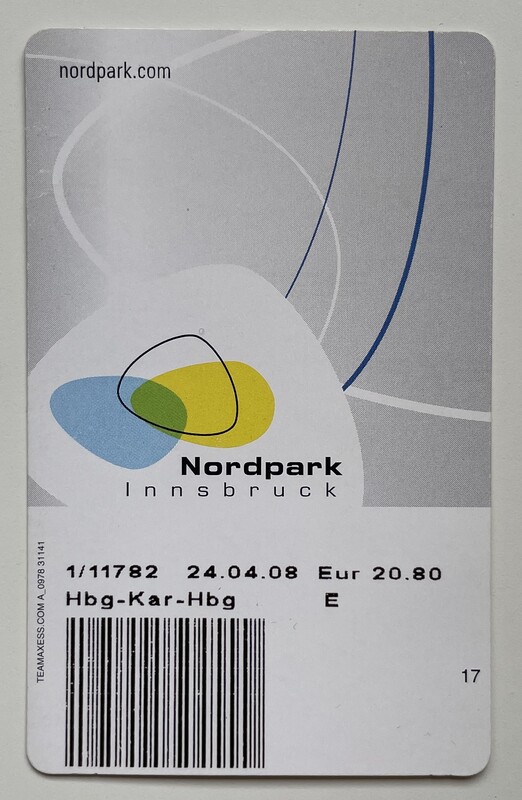 nordpark.com
Nordpark
Innsbruck
1/11782 24.04.08 Eur 20.80
Hbg-Kar-Hbg E
TEAMAXESS.COM A_0978 31141
17